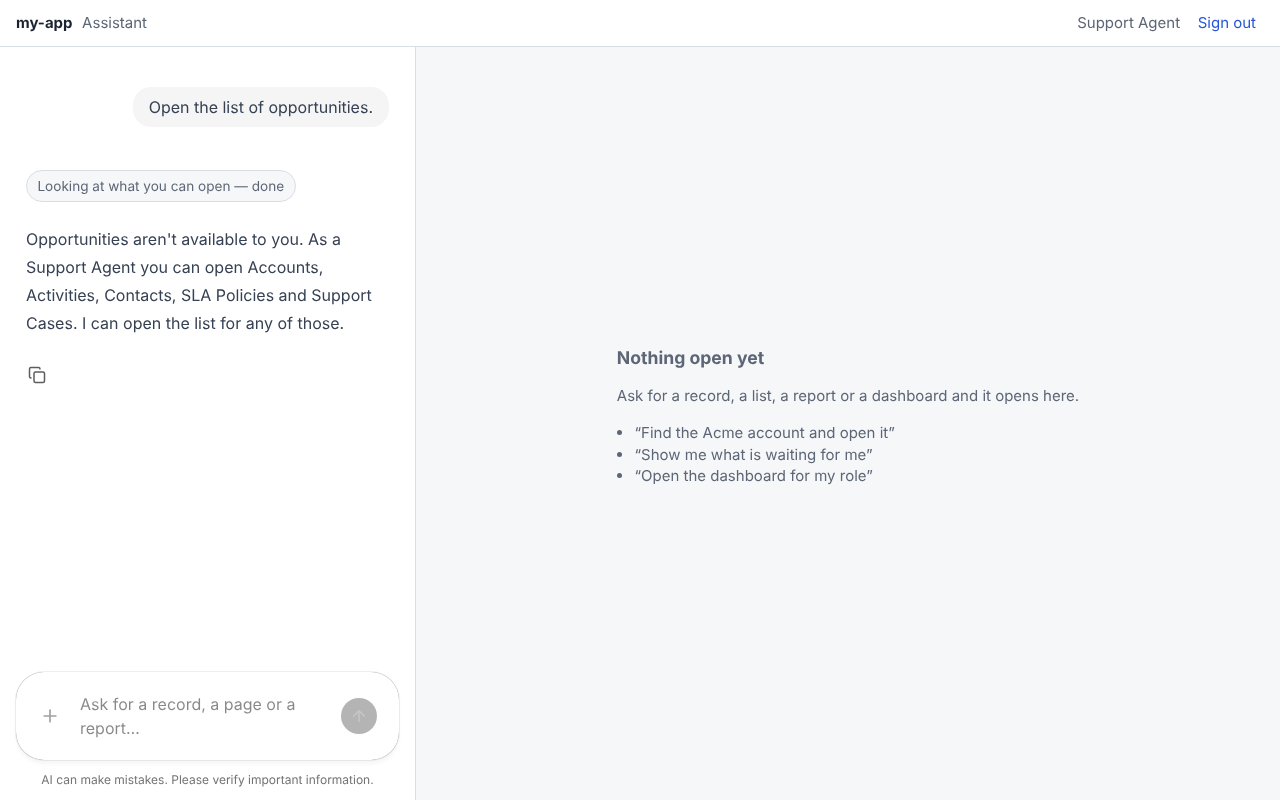 my-app Assistant
Support Agent Sign out
Open the list of opportunities.
Looking at what you can open — done
Opportunities aren't available to you. As a
Support Agent you can open Accounts,
Activities, Contacts, SLA Policies and Support
Cases. I can open the list for any of those.
Ask for a record, a page or a
report...
AI can make mistakes. Please verify important information.
Nothing open yet
Ask for a record, a list, a report or a dashboard and it opens here.
• “Find the Acme account and open it”
• “Show me what is waiting for me”
• “Open the dashboard for my role”